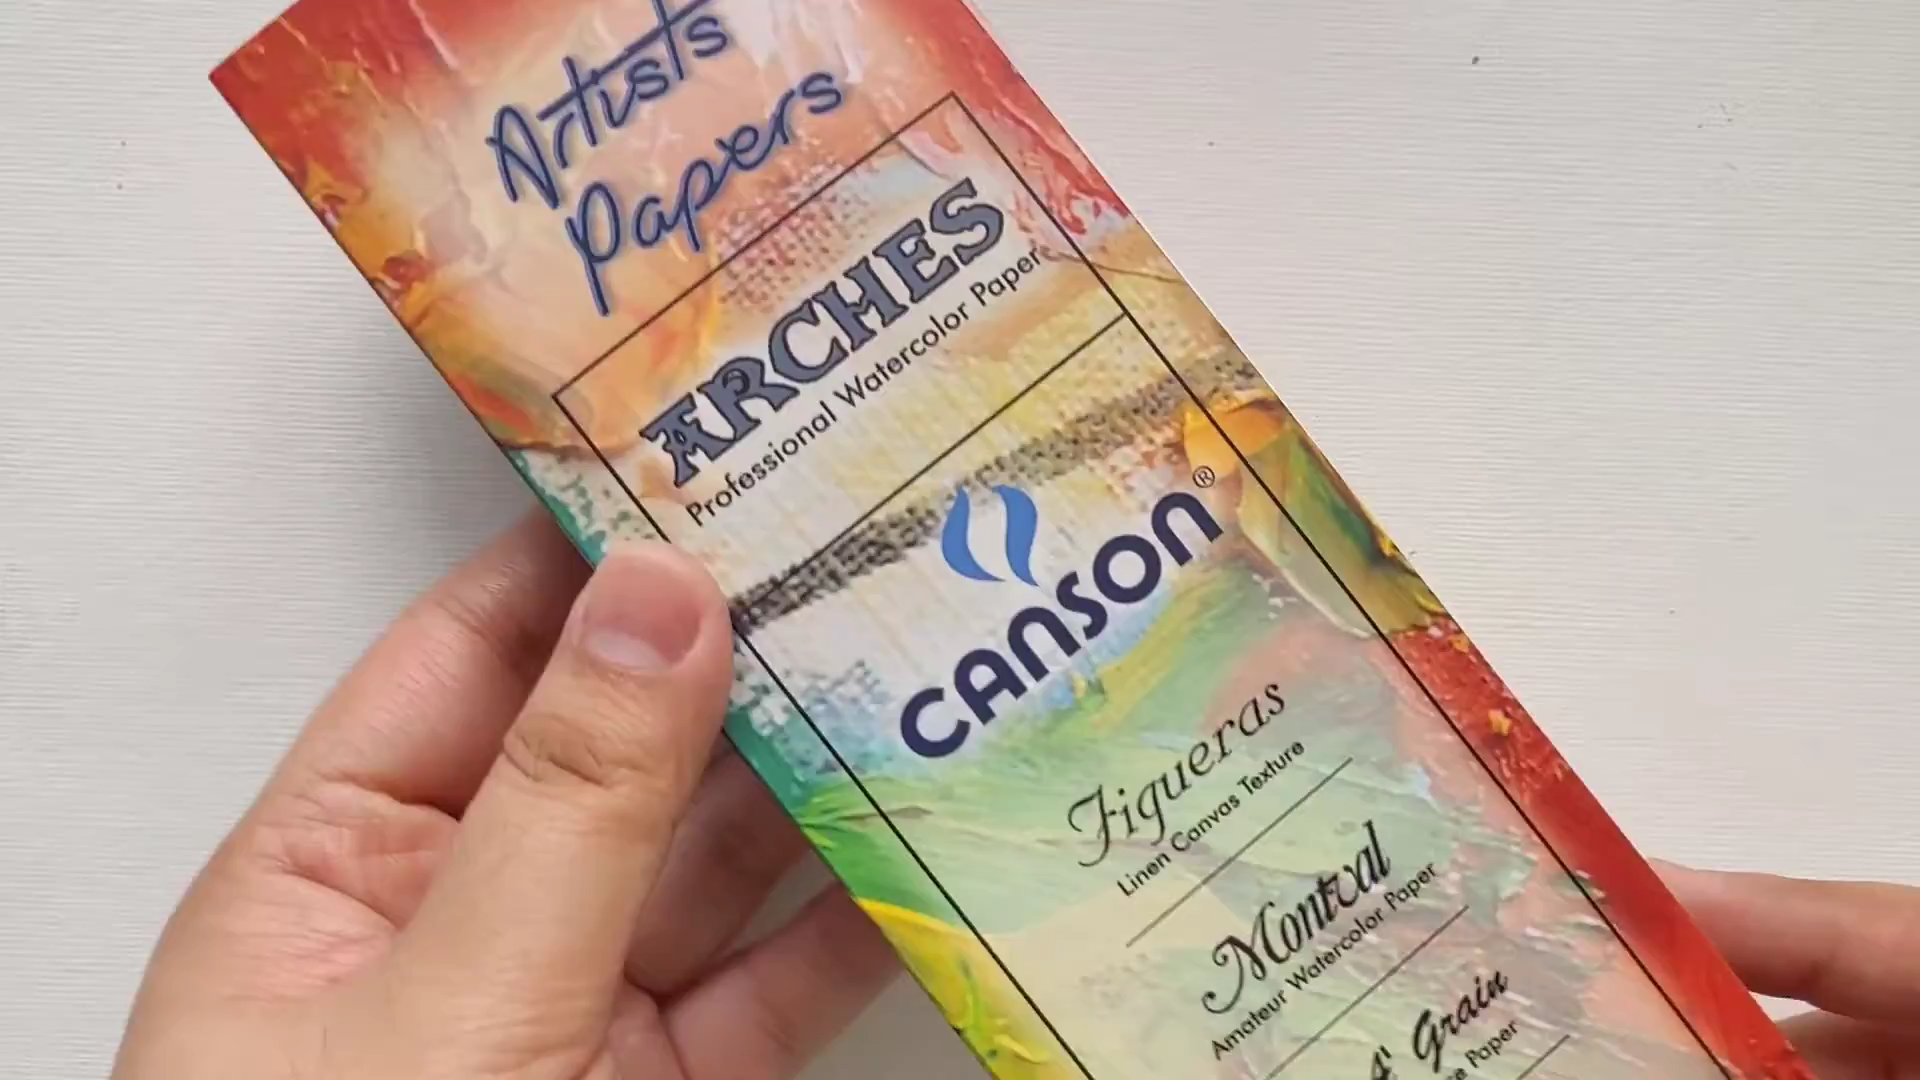 Artists
Papers
ARCHES
Professional Watercolor Paper
CANSON®
Figueras
Linen Canvas Texture
Montval
Amateur Watercolor Paper
Grain
Paper